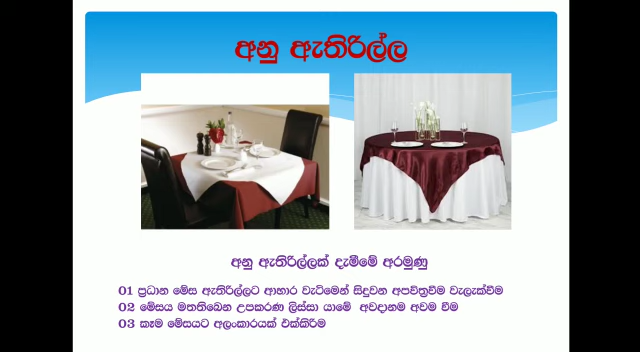 අනු ඇතිරිල්ල
අනු ඇතිරිල්ලක් දැමීමේ අරමුණු
01 ප්‍රධාන මේස ඇතිරිල්ලට ආහාර වැටීමෙන් සිදුවන අපවිත්‍රවීම වැලැක්වීම
02 මේසය මතතිබෙන උපකරණ ලිස්සා යාමේ අවදානම අවම වීම
03 කෑම මේසයට අලංකාරයක් එක්කිරීම